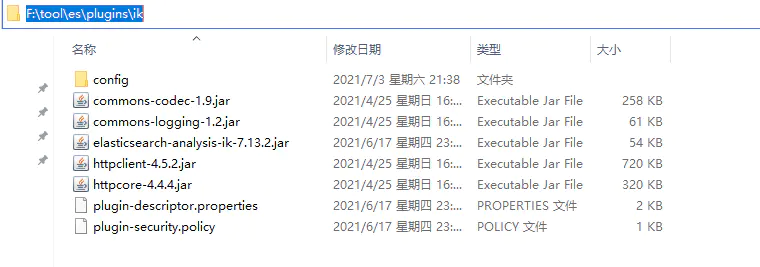 F:\tool\es\plugins\ik
名称 修改日期 类型 大小
config 2021/7/3 星期六 21:38 文件夹
commons-codec-1.9.jar 2021/4/25 星期日 16:... Executable Jar File 258 KB
commons-logging-1.2.jar 2021/4/25 星期日 16:... Executable Jar File 61 KB
elasticsearch-analysis-ik-7.13.2.jar 2021/6/17 星期四 23:... Executable Jar File 54 KB
httpclient-4.5.2.jar 2021/4/25 星期日 16:... Executable Jar File 720 KB
httpcore-4.4.4.jar 2021/4/25 星期日 16:... Executable Jar File 320 KB
plugin-descriptor.properties 2021/6/17 星期四 23:... PROPERTIES 文件 2 KB
plugin-security.policy 2021/6/17 星期四 23:... POLICY 文件 1 KB